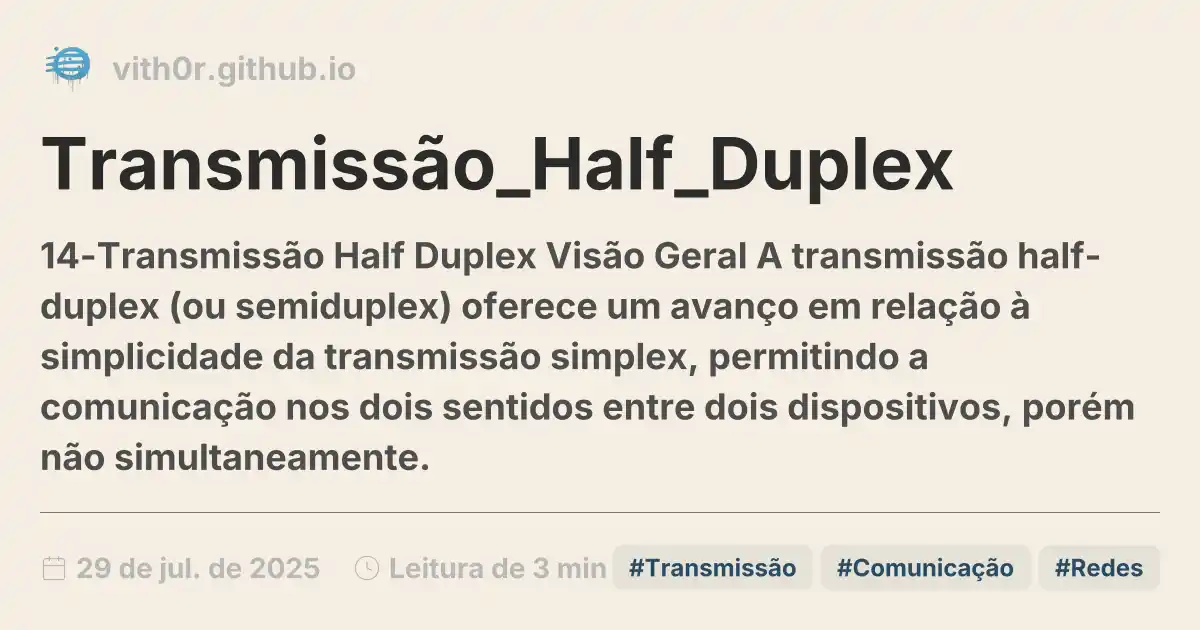 vith0r.github.io
Transmissão_Half_Duplex
14-Transmissão Half Duplex Visão Geral A transmissão half-
duplex (ou semiduplex) oferece um avanço em relação à
simplicidade da transmissão simplex, permitindo a
comunicação nos dois sentidos entre dois dispositivos, porém
não simultaneamente.
29 de jul. de 2025 Leitura de 3 min #Transmissão #Comunicação #Redes